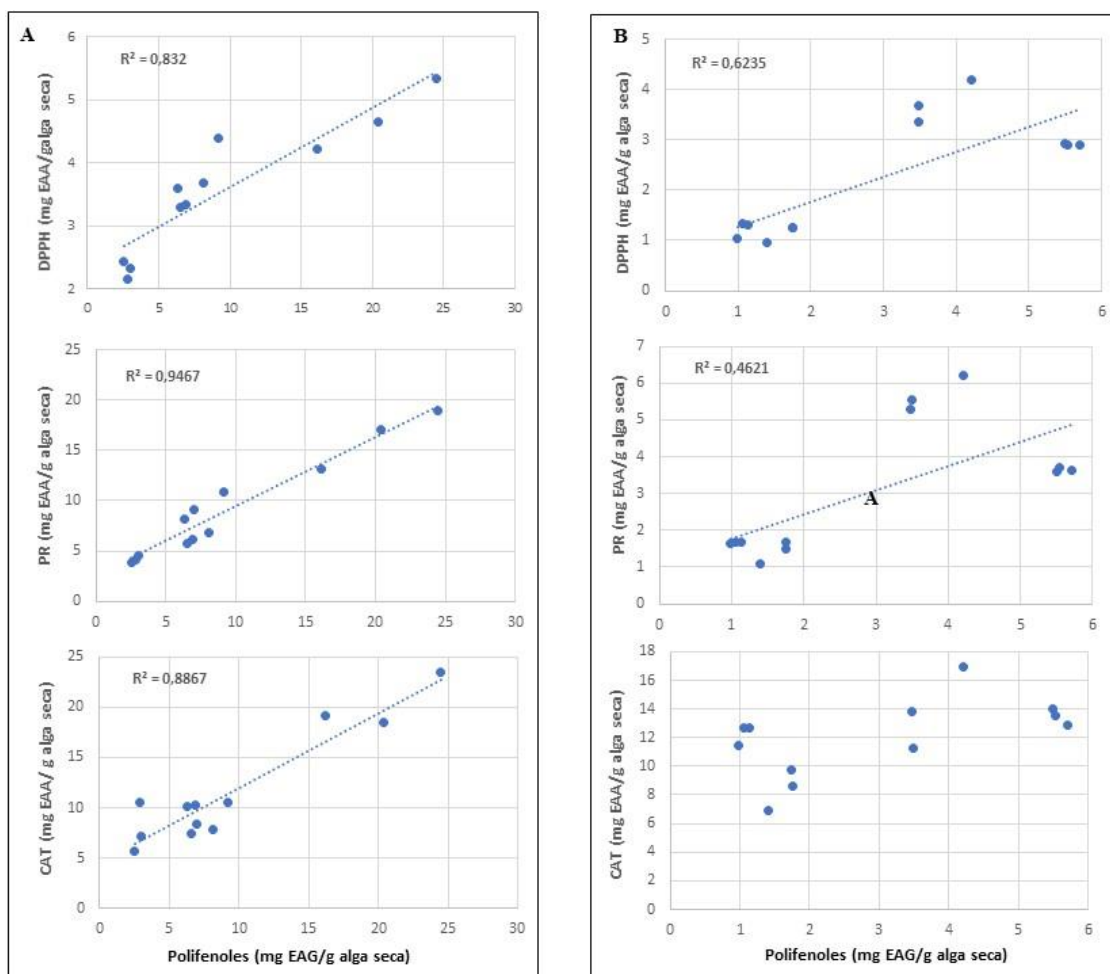 A
6
5
4
3
2
R² = 0,832
DPPH (mg EAA/galga seca)
0 5 10 15 20 25 30
25
20
15
10
5
0
R² = 0,9467
PR (mg EAA/g alga seca)
0 5 10 15 20 25 30
25
20
15
10
5
0
R² = 0,8867
CAT (mg EAA/ g alga seca)
0 5 10 15 20 25 30
Polifenoles (mg EAG/g alga seca)
B
5
4
3
2
1
0
R² = 0,6235
DPPH (mg EAA/g alga seca)
0 1 2 3 4 5 6
7
6
5
4
3
2
1
0
R² = 0,4621
PR (mg EAA/g alga seca)
A
0 1 2 3 4 5 6
18
16
14
12
10
8
6
4
2
0
CAT (mg EAA/g alga seca)
0 1 2 3 4 5 6
Polifenoles (mg EAG/g alga seca)